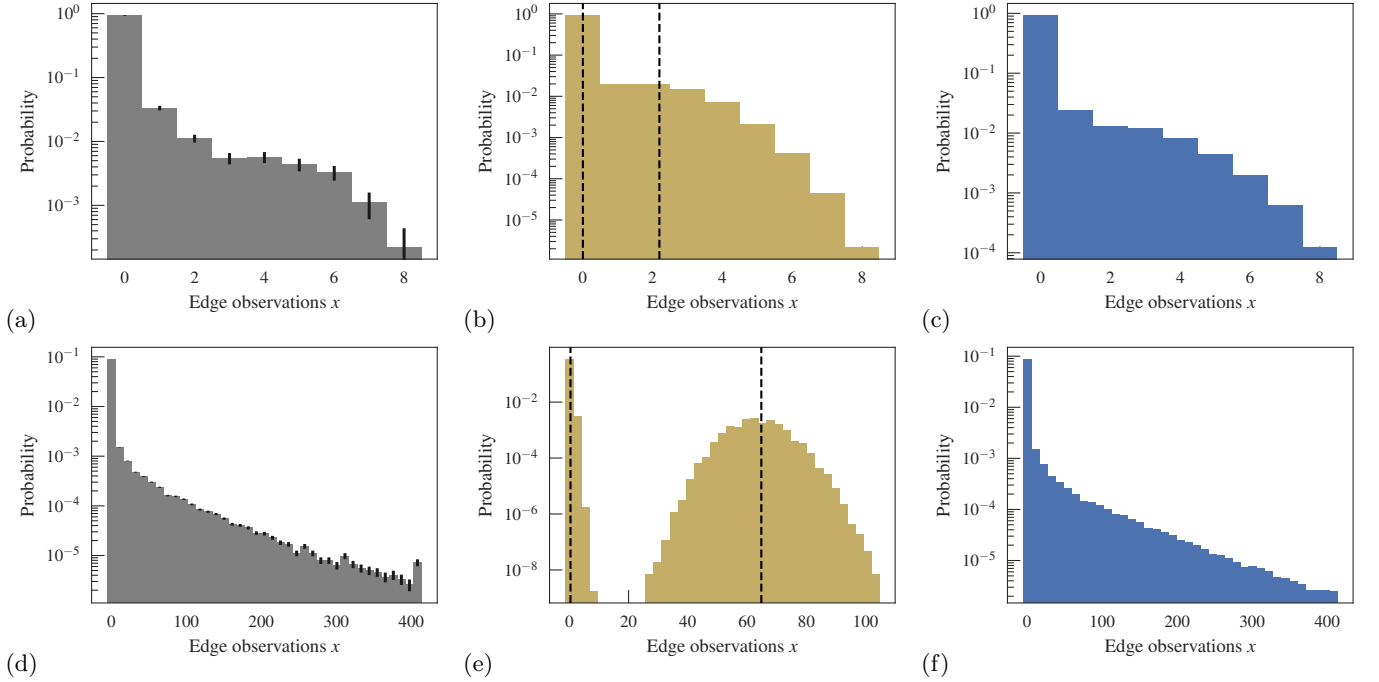 10^0
10^-1
10^-2
10^-3
Probability
0 2 4 6 8
Edge observations x
(a)
10^0
10^-1
10^-2
10^-3
10^-4
10^-5
Probability
0 2 4 6 8
Edge observations x
(b)
10^0
10^-1
10^-2
10^-3
10^-4
Probability
0 2 4 6 8
Edge observations x
(c)
10^-1
10^-2
10^-3
10^-4
10^-5
Probability
0 100 200 300 400
Edge observations x
(d)
10^-2
10^-4
10^-6
10^-8
Probability
0 20 40 60 80 100
Edge observations x
(e)
10^-1
10^-2
10^-3
10^-4
10^-5
Probability
0 100 200 300 400
Edge observations x
(f)